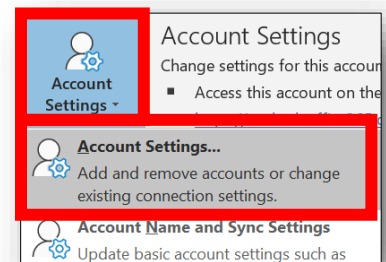 Account Settings
Change settings for this accoun
Access this account on the
Account
Settings
Account Settings...
Add and remove accounts or change
existing connection settings.
Account Name and Sync Settings
Update basic account settings such as